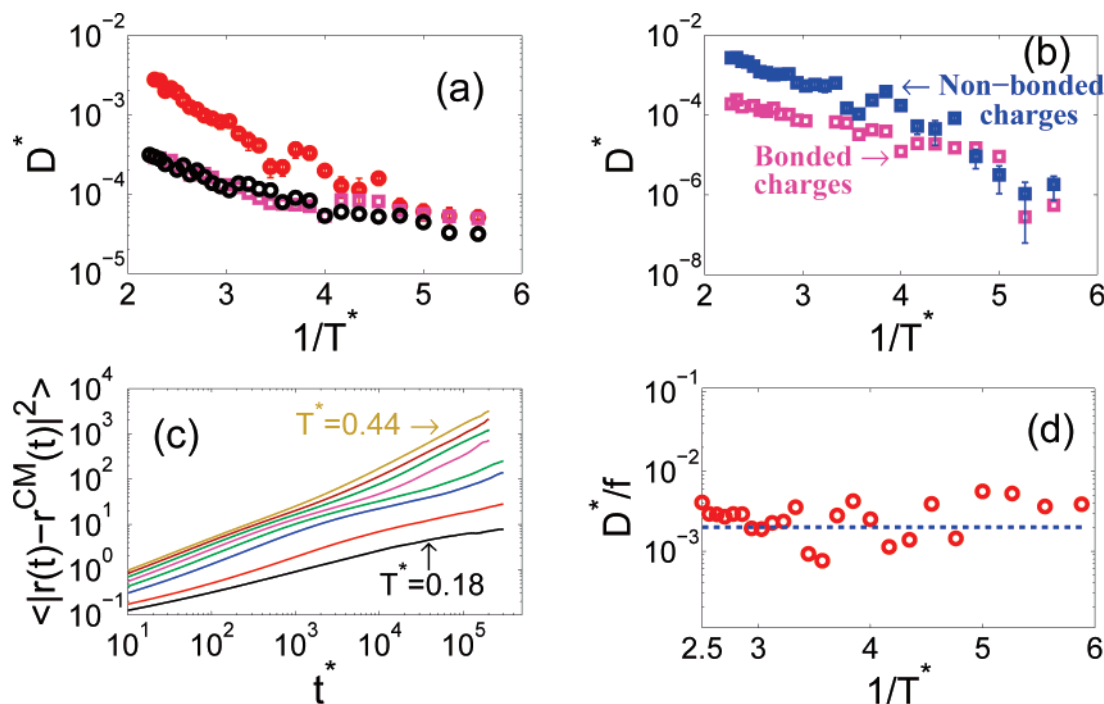 10^-2
10^-3
10^-4
10^-5
D^*
(a)
2 3 4 5 6
1/T^*
10^-2
10^-4
10^-6
10^-8
D^*
(b)
← Non−bonded
charges
Bonded →
charges
2 3 4 5 6
1/T^*
10^4
10^3
10^2
10^1
10^0
10^-1
<|r(t)−r^CM(t)|^2>
(c)
T^*=0.44 →
↑
T^*=0.18
10^1 10^2 10^3 10^4 10^5
t^*
10^-1
10^-2
10^-3
D^*/f
(d)
2.5 3 4 5 6
1/T^*